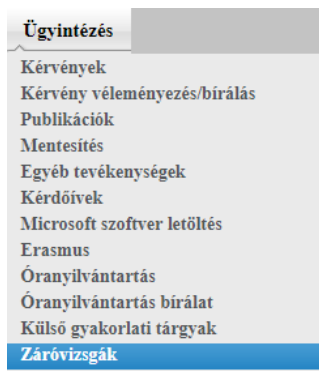 Ügyintézés
Kérvények
Kérvény véleményezés/bírálás
Publikációk
Mentesítés
Egyéb tevékenységek
Kérdőívek
Microsoft szoftver letöltés
Erasmus
Óranyilvántartás
Óranyilvántartás bírálat
Külső gyakorlati tárgyak
Záróvizsgák